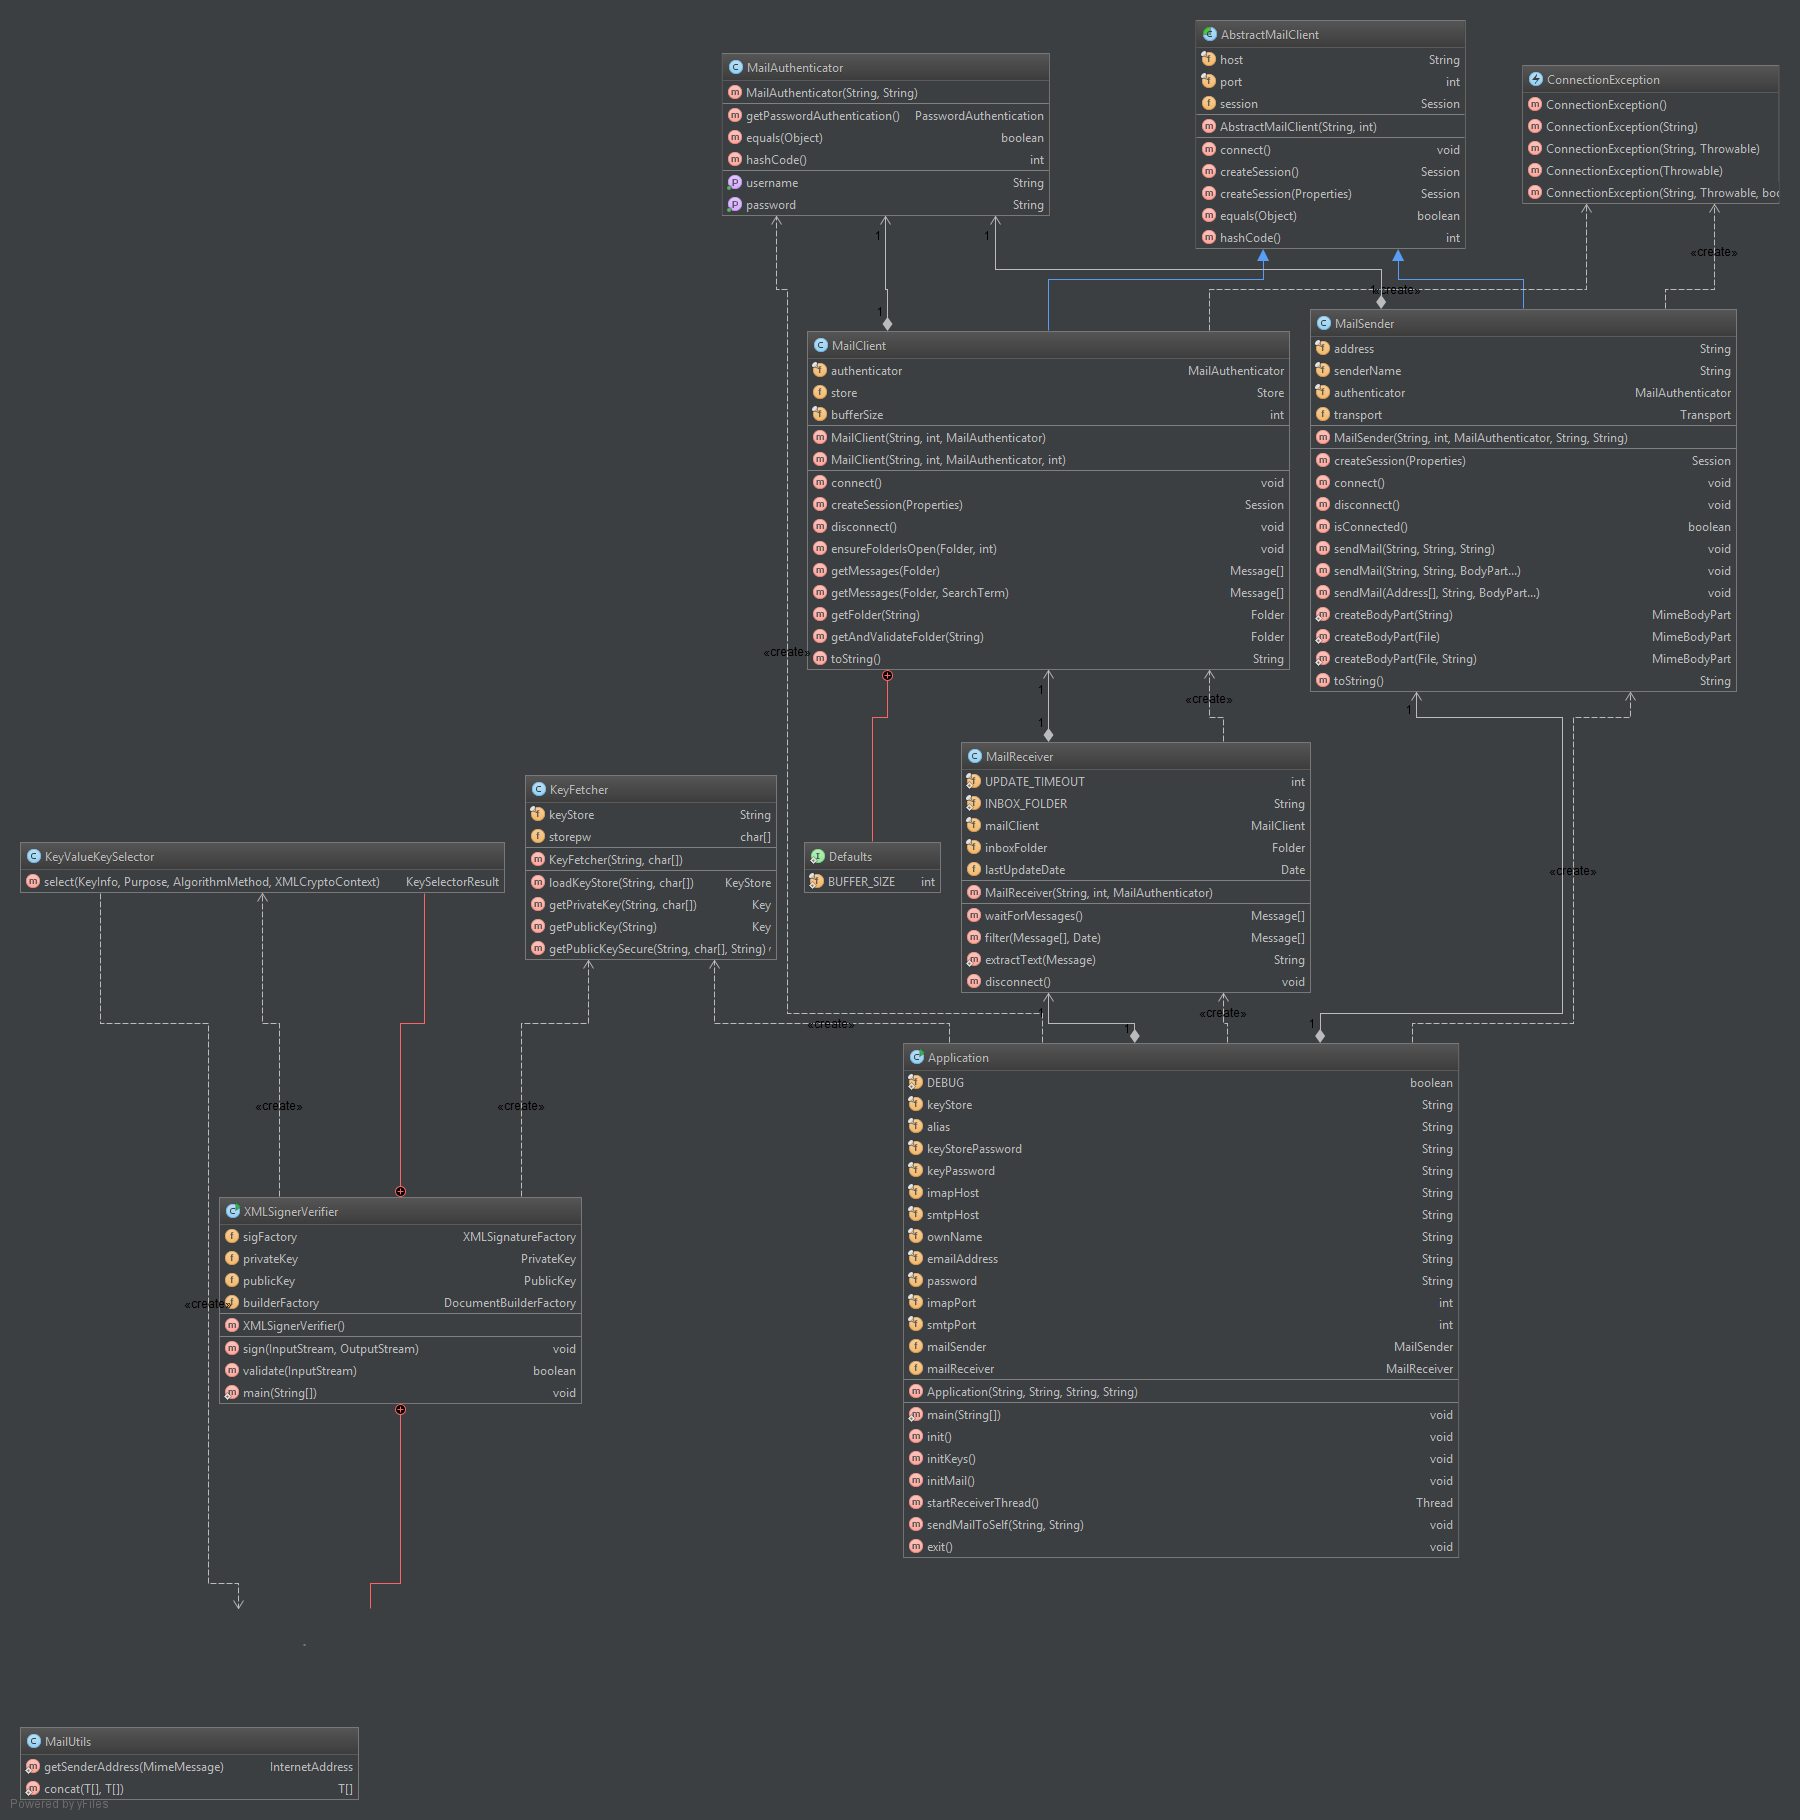 AbstractMailClient
host String
port int
session Session
AbstractMailClient(String, int)
connect() void
createSession() Session
createSession(Properties) Session
equals(Object) boolean
hashCode() int
MailAuthenticator
MailAuthenticator(String, String)
getPasswordAuthentication() PasswordAuthentication
equals(Object) boolean
hashCode() int
username String
password String
ConnectionException
ConnectionException()
ConnectionException(String)
ConnectionException(String, Throwable)
ConnectionException(Throwable)
ConnectionException(String, Throwable, boo
1
1
«create»
1
«create»
1
MailClient
authenticator MailAuthenticator
store Store
bufferSize int
MailClient(String, int, MailAuthenticator)
MailClient(String, int, MailAuthenticator, int)
connect() void
createSession(Properties) Session
disconnect() void
ensureFolderIsOpen(Folder, int) void
getMessages(Folder) Message[]
getMessages(Folder, SearchTerm) Message[]
getFolder(String) Folder
getAndValidateFolder(String) Folder
toString() String
MailSender
address String
senderName String
authenticator MailAuthenticator
transport Transport
MailSender(String, int, MailAuthenticator, String, String)
createSession(Properties) Session
connect() void
disconnect() void
isConnected() boolean
sendMail(String, String, String) void
sendMail(String, String, BodyPart...) void
sendMail(Address[], String, BodyPart...) void
createBodyPart(String) MimeBodyPart
createBodyPart(File) MimeBodyPart
createBodyPart(File, String) MimeBodyPart
toString() String
«create»
1
«create»
1
1
MailReceiver
UPDATE_TIMEOUT int
INBOX_FOLDER String
mailClient MailClient
inboxFolder Folder
lastUpdateDate Date
MailReceiver(String, int, MailAuthenticator)
waitForMessages() Message[]
filter(Message[], Date) Message[]
extractText(Message) String
disconnect() void
KeyFetcher
keyStore String
storepw char[]
KeyFetcher(String, char[])
loadKeyStore(String, char[]) KeyStore
getPrivateKey(String, char[]) Key
getPublicKey(String) Key
getPublicKeySecure(String, char[], String)
KeyValueKeySelector
select(KeyInfo, Purpose, AlgorithmMethod, XMLCryptoContext) KeySelectorResult
Defaults
BUFFER_SIZE int
«create»
1
«create»
«create»
1
1
Application
DEBUG boolean
keyStore String
alias String
keyStorePassword String
keyPassword String
imapHost String
smtpHost String
ownName String
emailAddress String
password String
imapPort int
smtpPort int
mailSender MailSender
mailReceiver MailReceiver
Application(String, String, String, String)
main(String[]) void
init() void
initKeys() void
initMail() void
startReceiverThread() Thread
sendMailToSelf(String, String) void
exit() void
«create»
«create»
XMLSignerVerifier
sigFactory XMLSignatureFactory
privateKey PrivateKey
publicKey PublicKey
builderFactory DocumentBuilderFactory
XMLSignerVerifier()
sign(InputStream, OutputStream) void
validate(InputStream) boolean
main(String[]) void
«create»
MailUtils
getSenderAddress(MimeMessage) InternetAddress
concat(T[], T[]) T[]
Powered by yFiles